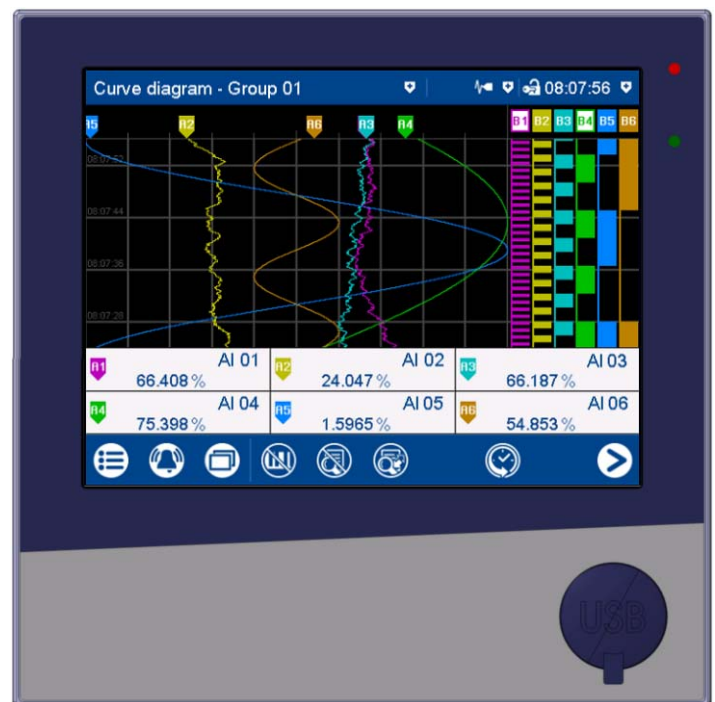 Curve diagram - Group 01 08:07:56
A5 A2 A6 A3 A4 B1 B2 B3 B4 B5 B6
08:07:52
08:07:44
08:07:36
08:07:28
A1 AI 01 A2 AI 02 A3 AI 03
66.408 % 24.047 % 66.187 %
A4 AI 04 A5 AI 05 A6 AI 06
75.398 % 1.5965 % 54.853 %
USB